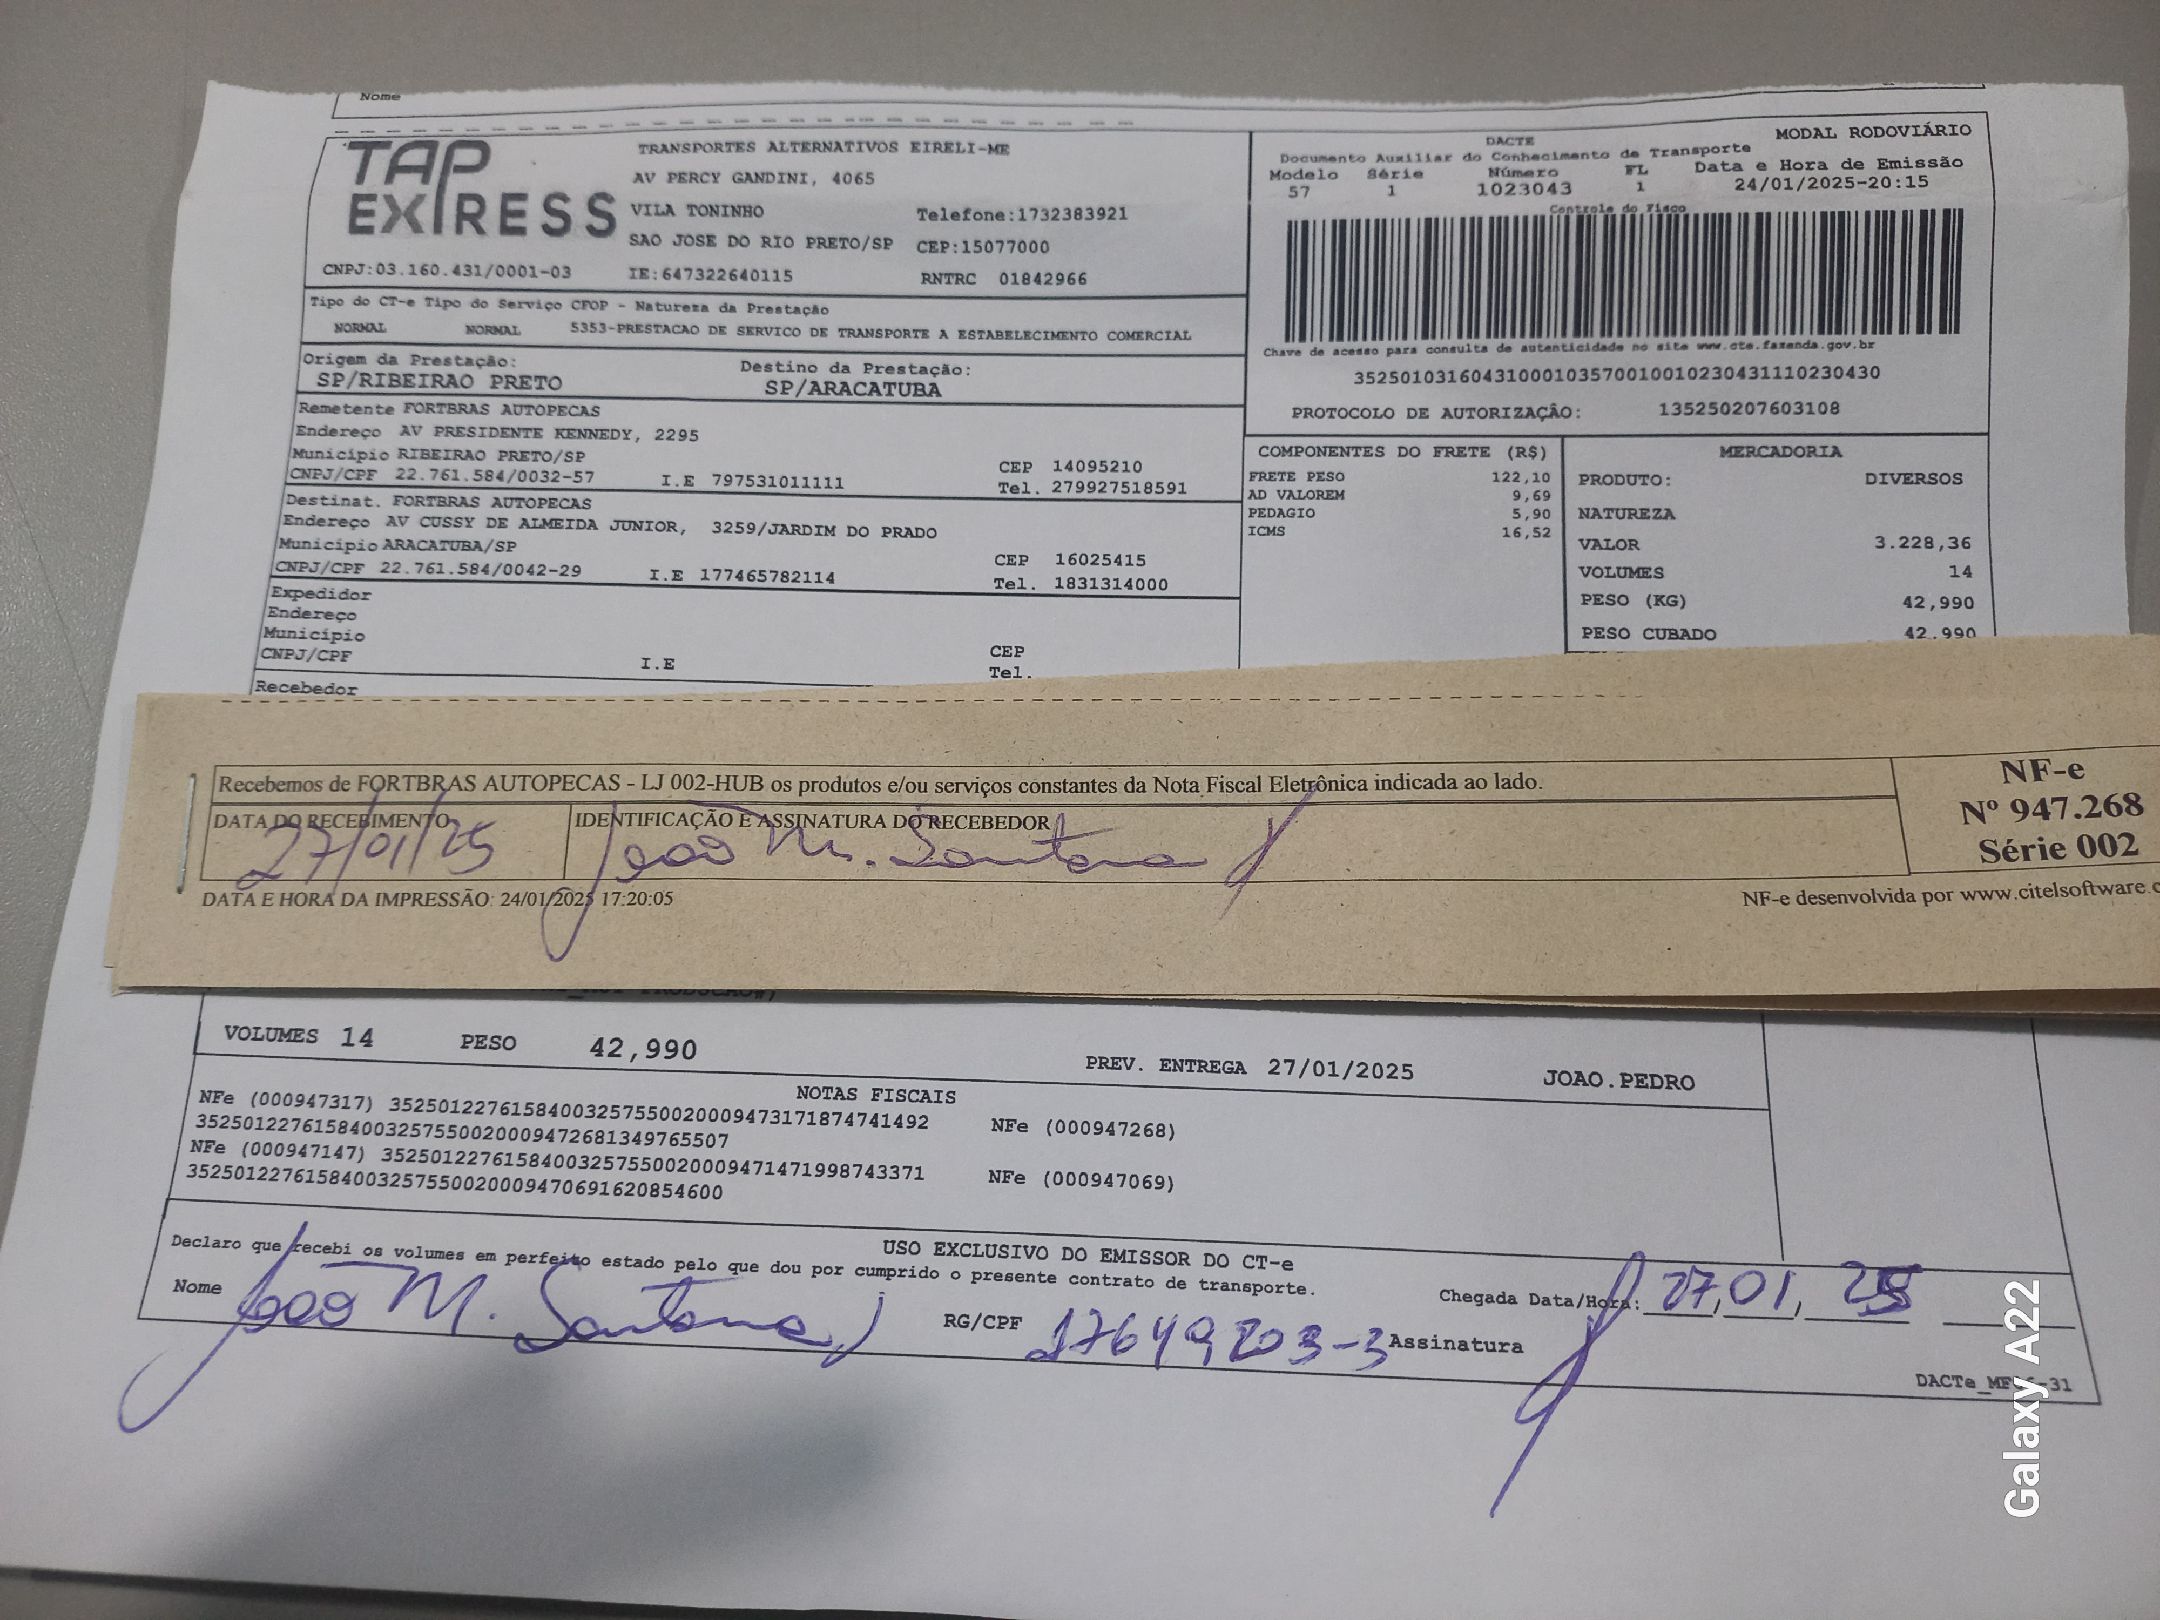 Nome
TAP EXPRESS
TRANSPORTES ALTERNATIVOS EIRELI-ME
AV PERCY GANDINI, 4065
VILA TONINHO Telefone:1732383921
SAO JOSE DO RIO PRETO/SP CEP:15077000
CNPJ:03.160.431/0001-03 IE:647322640115 RNTRC 01842966
DACTE MODAL RODOVIÁRIO
Documento Auxiliar do Conhecimento de Transporte
Modelo Série Número FL Data e Hora de Emissão
57 1 1023043 1 24/01/2025-20:15
Controle do Fisco
Chave de acesso para consulta de autenticidade no site www.cte.fazenda.gov.br
35250103160431000103570010010230431110230430
PROTOCOLO DE AUTORIZAÇÂO: 135250207603108
Tipo do CT-e Tipo do Serviço CFOP - Natureza da Prestação
NORMAL NORMAL 5353-PRESTACAO DE SERVICO DE TRANSPORTE A ESTABELECIMENTO COMERCIAL
Origem da Prestação: Destino da Prestação:
SP/RIBEIRAO PRETO SP/ARACATUBA
Remetente FORTBRAS AUTOPECAS
Endereço AV PRESIDENTE KENNEDY, 2295
Município RIBEIRAO PRETO/SP CEP 14095210
CNPJ/CPF 22.761.584/0032-57 I.E 797531011111 Tel. 279927518591
Destinat. FORTBRAS AUTOPECAS
Endereço AV CUSSY DE ALMEIDA JUNIOR, 3259/JARDIM DO PRADO
Município ARACATUBA/SP CEP 16025415
CNPJ/CPF 22.761.584/0042-29 I.E 177465782114 Tel. 1831314000
Expedidor
Endereço
Município CEP
CNPJ/CPF I.E Tel.
Recebedor
COMPONENTES DO FRETE (R$)
FRETE PESO 122,10
AD VALOREM 9,69
PEDAGIO 5,90
ICMS 16,52
MERCADORIA
PRODUTO: DIVERSOS
NATUREZA
VALOR 3.228,36
VOLUMES 14
PESO (KG) 42,990
PESO CUBADO 42,990
Recebemos de FORTBRAS AUTOPECAS - LJ 002-HUB os produtos e/ou serviços constantes da Nota Fiscal Eletrônica indicada ao lado.
DATA DO RECEBIMENTO IDENTIFICAÇÃO E ASSINATURA DO RECEBEDOR
27/01/25 João M. Santana
NF-e
Nº 947.268
Série 002
DATA E HORA DA IMPRESSÃO: 24/01/2025 17:20:05 NF-e desenvolvida por www.citelsoftware.c
VOLUMES 14 PESO 42,990 PREV. ENTREGA 27/01/2025 JOAO.PEDRO
NOTAS FISCAIS
NFe (000947317) 35250122761584003257550020009473171874741492 NFe (000947268)
35250122761584003257550020009472681349765507
NFe (000947147) 35250122761584003257550020009471471998743371 NFe (000947069)
35250122761584003257550020009470691620854600
USO EXCLUSIVO DO EMISSOR DO CT-e
Declaro que recebi os volumes em perfeito estado pelo que dou por cumprido o presente contrato de transporte.
Nome João M. Santana RG/CPF 17649203-3 Assinatura
Chegada Data/Hora: 27, 01, 25
Galaxy A22